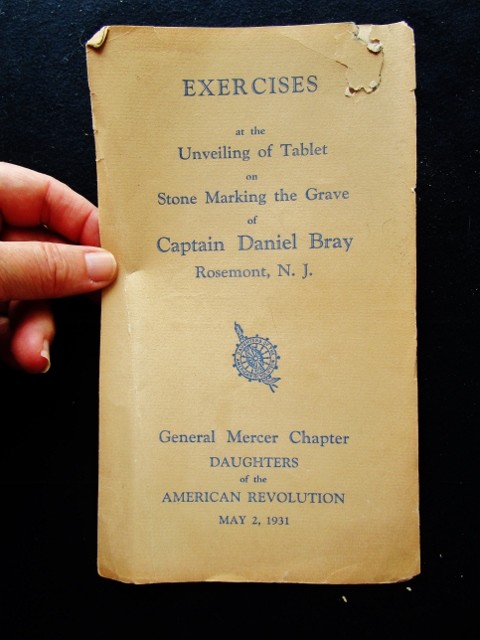 EXERCISES
at the
Unveiling of Tablet
on
Stone Marking the Grave
of
Captain Daniel Bray
Rosemont, N. J.
General Mercer Chapter
DAUGHTERS
of the
AMERICAN REVOLUTION
MAY 2, 1931